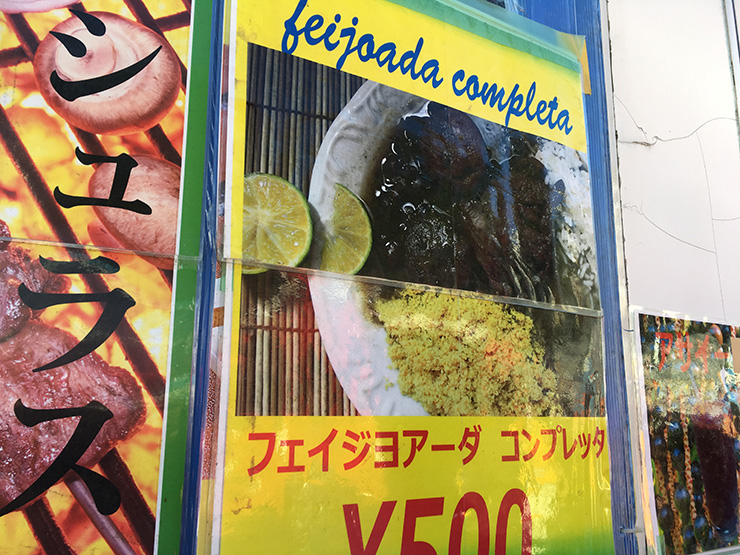 シュラス
feijoada completa
フェイジヨアーダ コンプレッタ
¥500